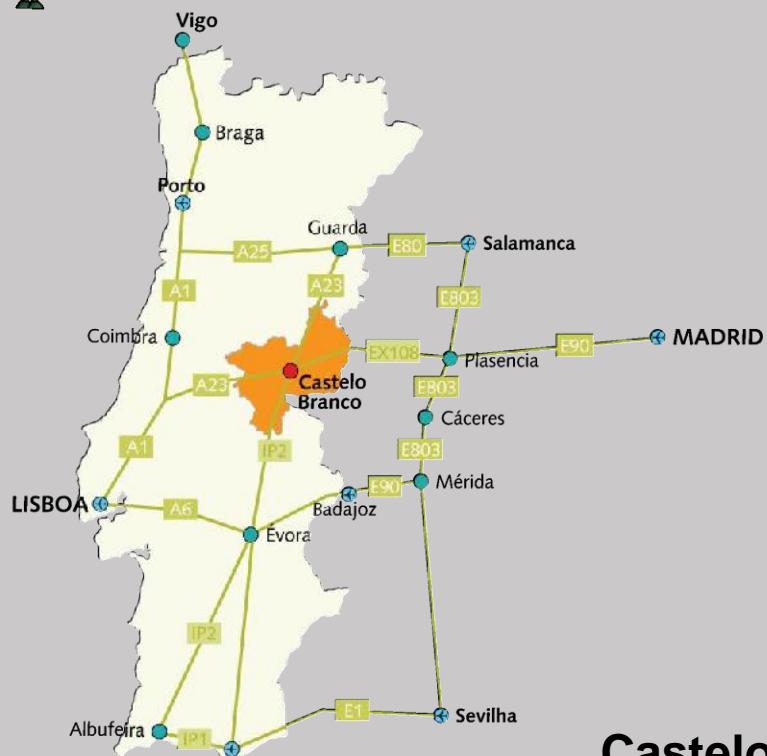 Vigo
Braga
Porto
Guarda
A25
E80
Salamanca
A1
A23
E803
Coimbra
EX108
Plasencia
E90
MADRID
A23
Castelo
Branco
E803
Cáceres
A1
IP2
E803
Mérida
E90
LISBOA
A6
Badajoz
Évora
IP2
Albufeira
IP1
E1
Sevilha
Castelo